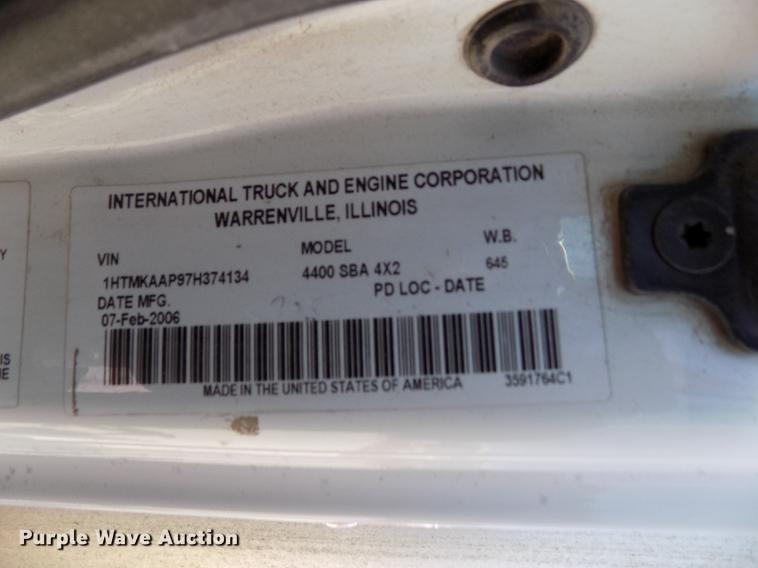 INTERNATIONAL TRUCK AND ENGINE CORPORATION
WARRENVILLE, ILLINOIS
VIN MODEL W.B.
1HTMKAAP97H374134 4400 SBA 4X2 645
DATE MFG. PD LOC - DATE
07-Feb-2006
MADE IN THE UNITED STATES OF AMERICA 3591764C1
Y
IS
E
Purple Wave Auction